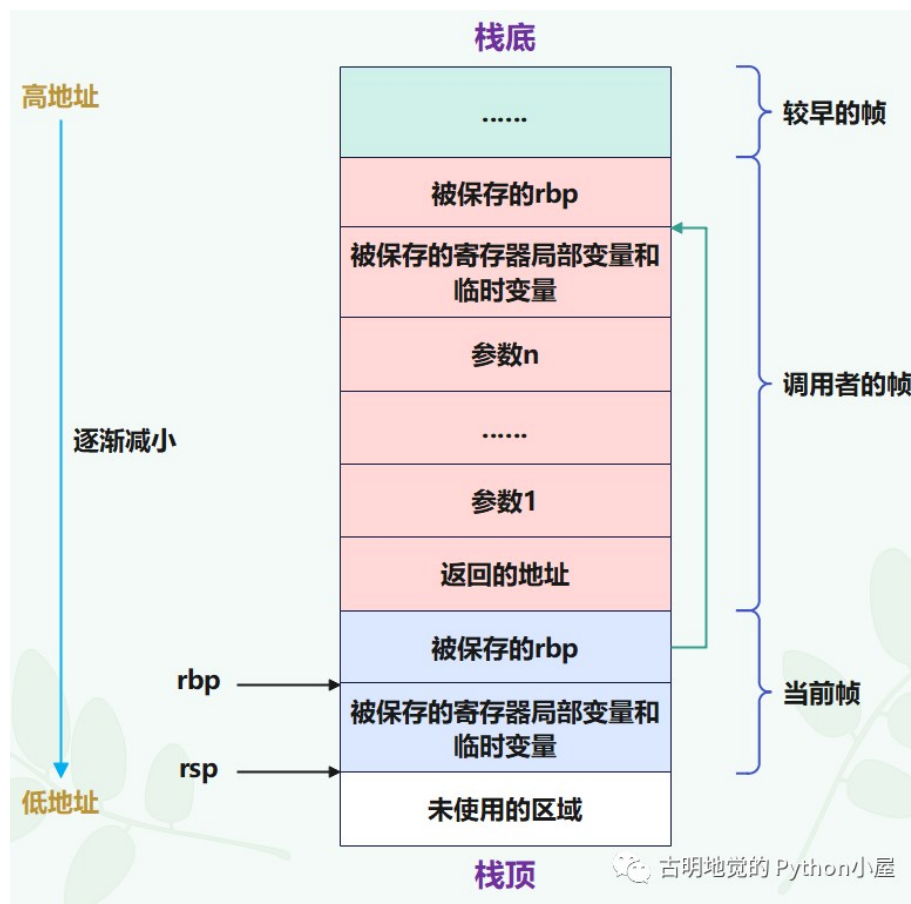 栈底
高地址
逐渐减小
低地址
......
被保存的rbp
被保存的寄存器局部变量和
临时变量
参数n
......
参数1
返回的地址
被保存的rbp
rbp
被保存的寄存器局部变量和
临时变量
rsp
未使用的区域
较早的帧
调用者的帧
当前帧
栈顶
古明地觉的 Python小屋